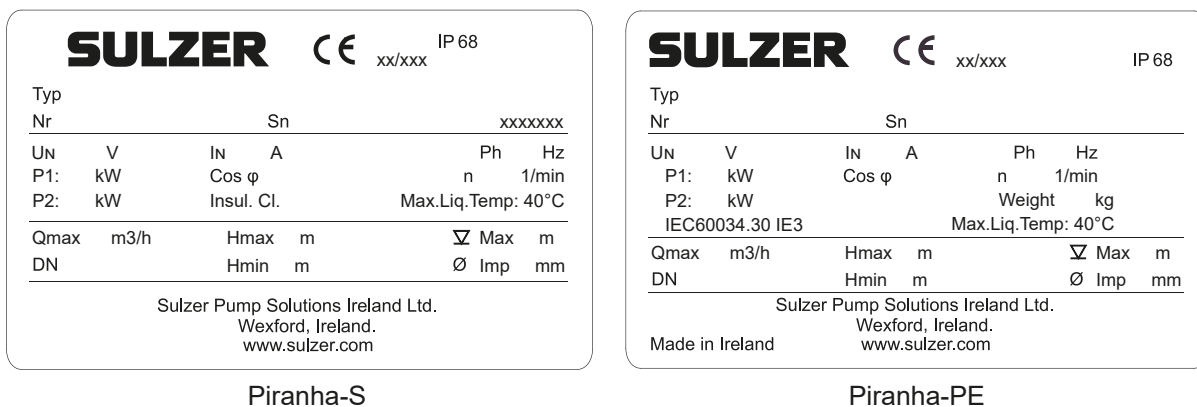 SULZER CE xx/xxx IP 68
Typ
Nr Sn xxxxxxx
UN V IN A Ph Hz
P1: kW Cos φ n 1/min
P2: kW Insul. Cl. Max.Liq.Temp: 40°C
Qmax m3/h Hmax m ∇ Max m
DN Hmin m Ø Imp mm
Sulzer Pump Solutions Ireland Ltd.
Wexford, Ireland.
www.sulzer.com
Piranha-S
SULZER CE xx/xxx IP 68
Typ
Nr Sn
UN V IN A Ph Hz
P1: kW Cos φ n 1/min
P2: kW Weight kg
IEC60034.30 IE3 Max.Liq.Temp: 40°C
Qmax m3/h Hmax m ∇ Max m
DN Hmin m Ø Imp mm
Sulzer Pump Solutions Ireland Ltd.
Wexford, Ireland.
Made in Ireland www.sulzer.com
Piranha-PE